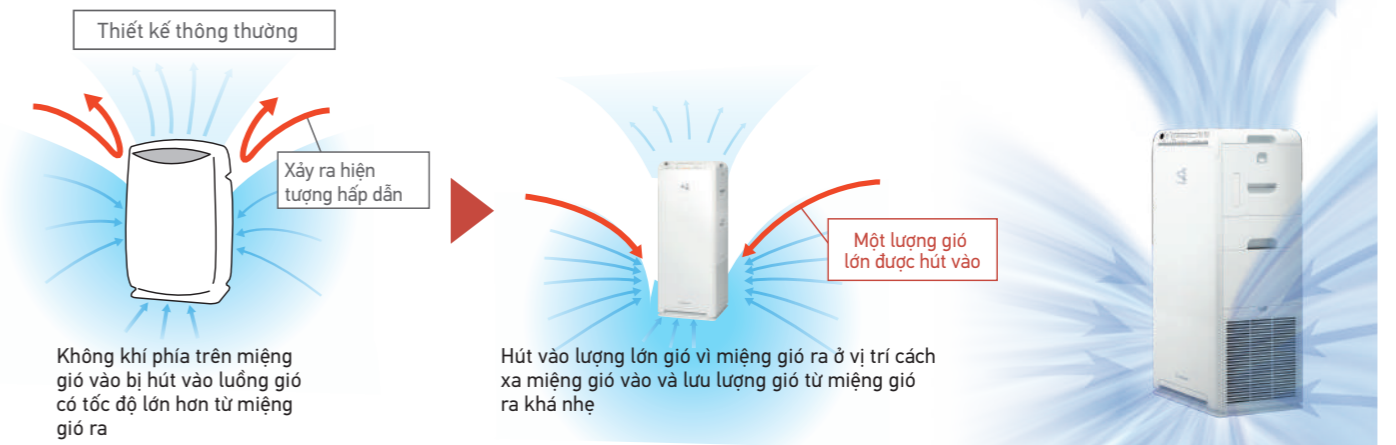 Thiết kế thông thường
Xảy ra hiện
tượng hấp dẫn
Không khí phía trên miệng
gió vào bị hút vào luồng gió
có tốc độ lớn hơn từ miệng
gió ra
Một lượng gió
lớn được hút vào
Hút vào lượng lớn gió vì miệng gió ra ở vị trí cách
xa miệng gió vào và lưu lượng gió từ miệng gió
ra khá nhẹ